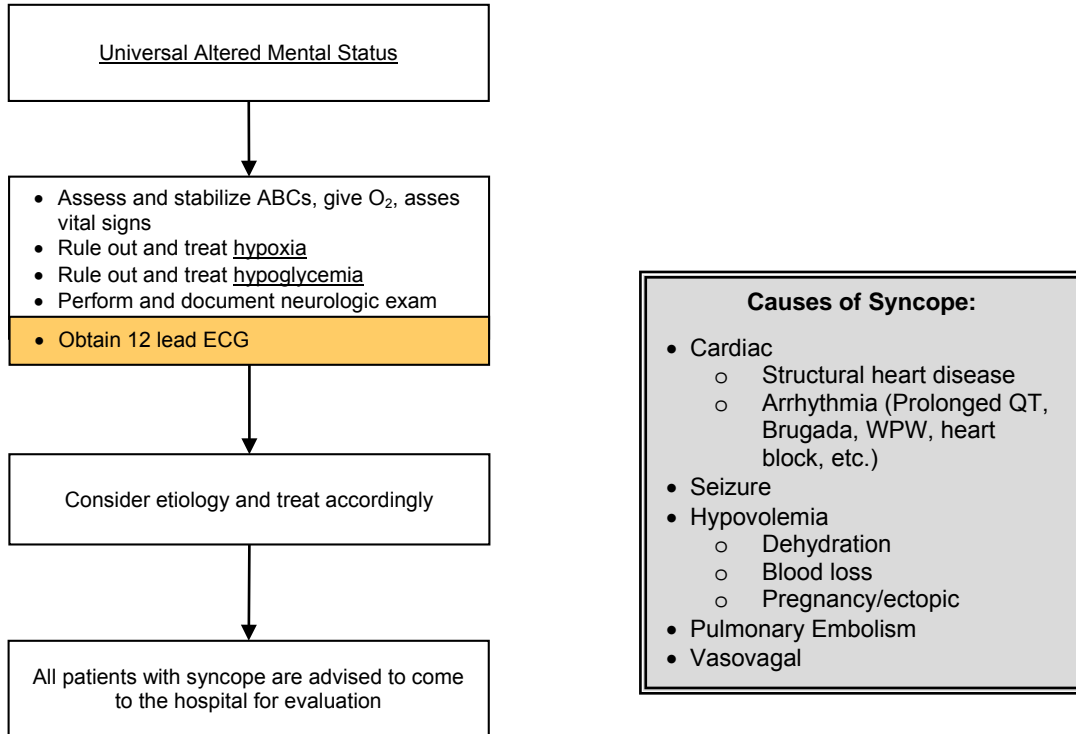 Universal Altered Mental Status
• Assess and stabilize ABCs, give O₂, asses
vital signs
• Rule out and treat hypoxia
• Rule out and treat hypoglycemia
• Perform and document neurologic exam
• Obtain 12 lead ECG
Consider etiology and treat accordingly
All patients with syncope are advised to come
to the hospital for evaluation
Causes of Syncope:
• Cardiac
o Structural heart disease
o Arrhythmia (Prolonged QT,
Brugada, WPW, heart
block, etc.)
• Seizure
• Hypovolemia
o Dehydration
o Blood loss
o Pregnancy/ectopic
• Pulmonary Embolism
• Vasovagal